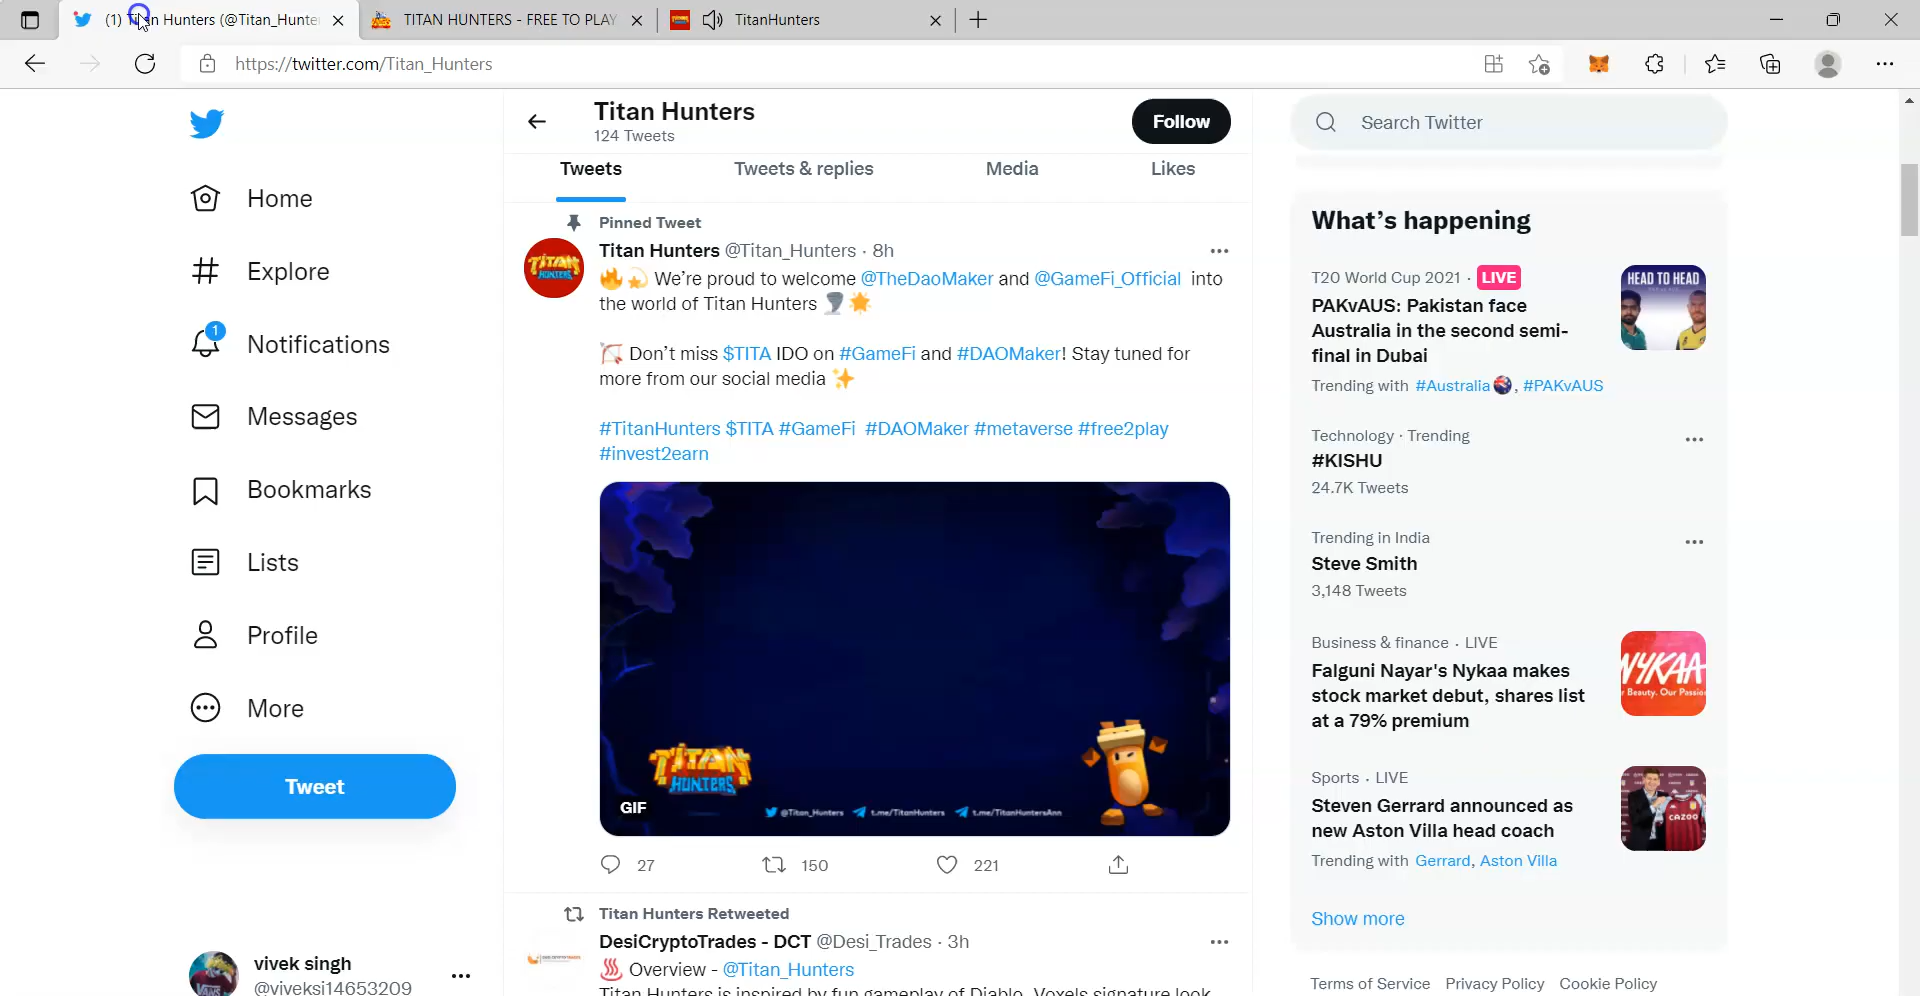 (1) Titan Hunters (@Titan_Hunte
TITAN HUNTERS - FREE TO PLAY
TitanHunters
https://twitter.com/Titan_Hunters
Home
Explore
1
Notifications
Messages
Bookmarks
Lists
Profile
More
Tweet
vivek singh
@viveksi14653209
Titan Hunters
124 Tweets
Follow
Tweets
Tweets & replies
Media
Likes
Pinned Tweet
Titan Hunters @Titan_Hunters · 8h
TITAN HUNTERS
🔥💫 We're proud to welcome @TheDaoMaker and @GameFi_Official into
the world of Titan Hunters 🌪️🌟
🏹 Don't miss $TITA IDO on #GameFi and #DAOMaker! Stay tuned for
more from our social media ✨
#TitanHunters $TITA #GameFi #DAOMaker #metaverse #free2play
#invest2earn
TITAN
HUNTERS
GIF
@Titan_Hunters t.me/TitanHunters t.me/TitanHuntersAnn
27
150
221
Titan Hunters Retweeted
DesiCryptoTrades - DCT @Desi_Trades · 3h
♨️ Overview - @Titan_Hunters
Titan Hunters is inspired by fun gameplay of Diablo, Voxels signature look
Search Twitter
What's happening
T20 World Cup 2021 · LIVE
PAKvAUS: Pakistan face
Australia in the second semi-
final in Dubai
HEAD TO HEAD
Trending with #Australia, #PAKvAUS
Technology · Trending
#KISHU
24.7K Tweets
Trending in India
Steve Smith
3,148 Tweets
Business & finance · LIVE
Falguni Nayar's Nykaa makes
stock market debut, shares list
at a 79% premium
NYKAA
r Beauty. Our Passio
Sports · LIVE
Steven Gerrard announced as
new Aston Villa head coach
CAZOO
Trending with Gerrard, Aston Villa
Show more
Terms of Service Privacy Policy Cookie Policy